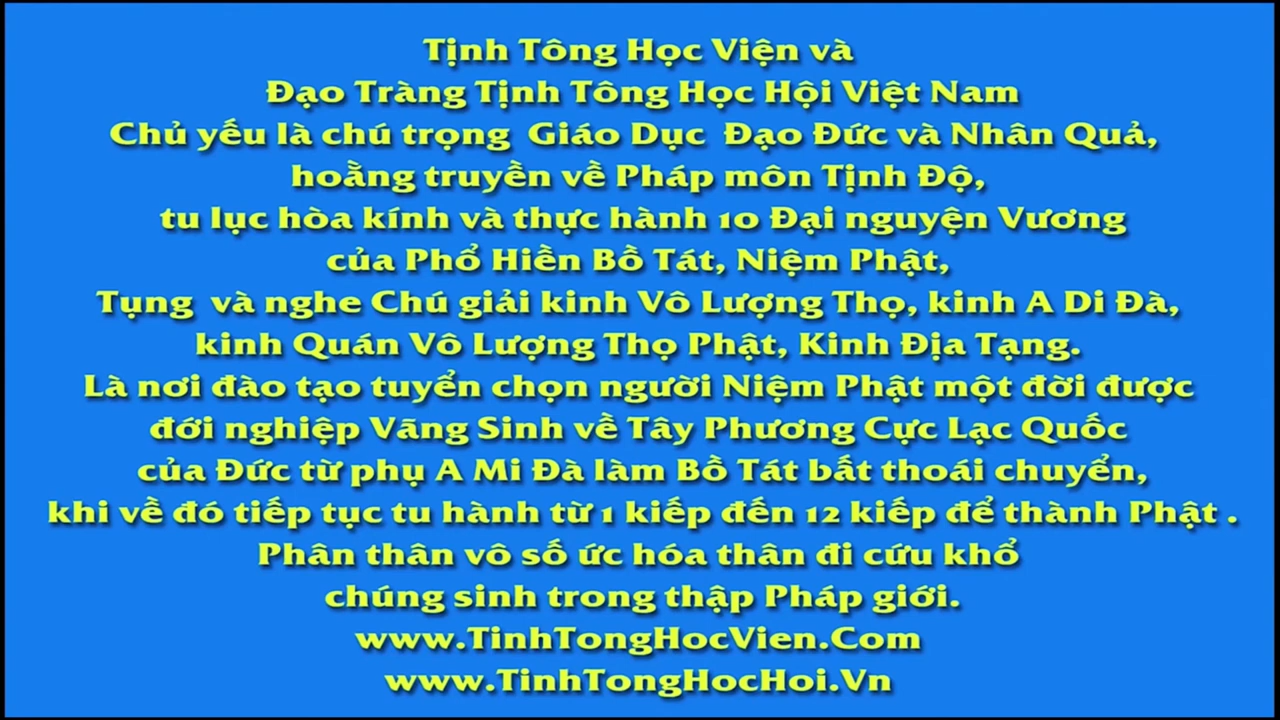 Tịnh Tông Học Viện và
Đạo Tràng Tịnh Tông Học Hội Việt Nam
Chủ yếu là chú trọng Giáo Dục Đạo Đức và Nhân Quả,
hoằng truyền về Pháp môn Tịnh Độ,
tu lục hòa kính và thực hành 10 Đại nguyện Vương
của Phổ Hiền Bồ Tát, Niệm Phật,
Tụng và nghe Chú giải kinh Vô Lượng Thọ, kinh A Di Đà,
kinh Quán Vô Lượng Thọ Phật, Kinh Địa Tạng.
Là nơi đào tạo tuyển chọn người Niệm Phật một đời được
đới nghiệp Vãng Sinh về Tây Phương Cực Lạc Quốc
của Đức từ phụ A Mi Đà làm Bồ Tát bất thoái chuyển,
khi về đó tiếp tục tu hành từ 1 kiếp đến 12 kiếp để thành Phật .
Phân thân vô số ức hóa thân đi cứu khổ
chúng sinh trong thập Pháp giới.
www.TinhTongHocVien.Com
www.TinhTongHocHoi.Vn